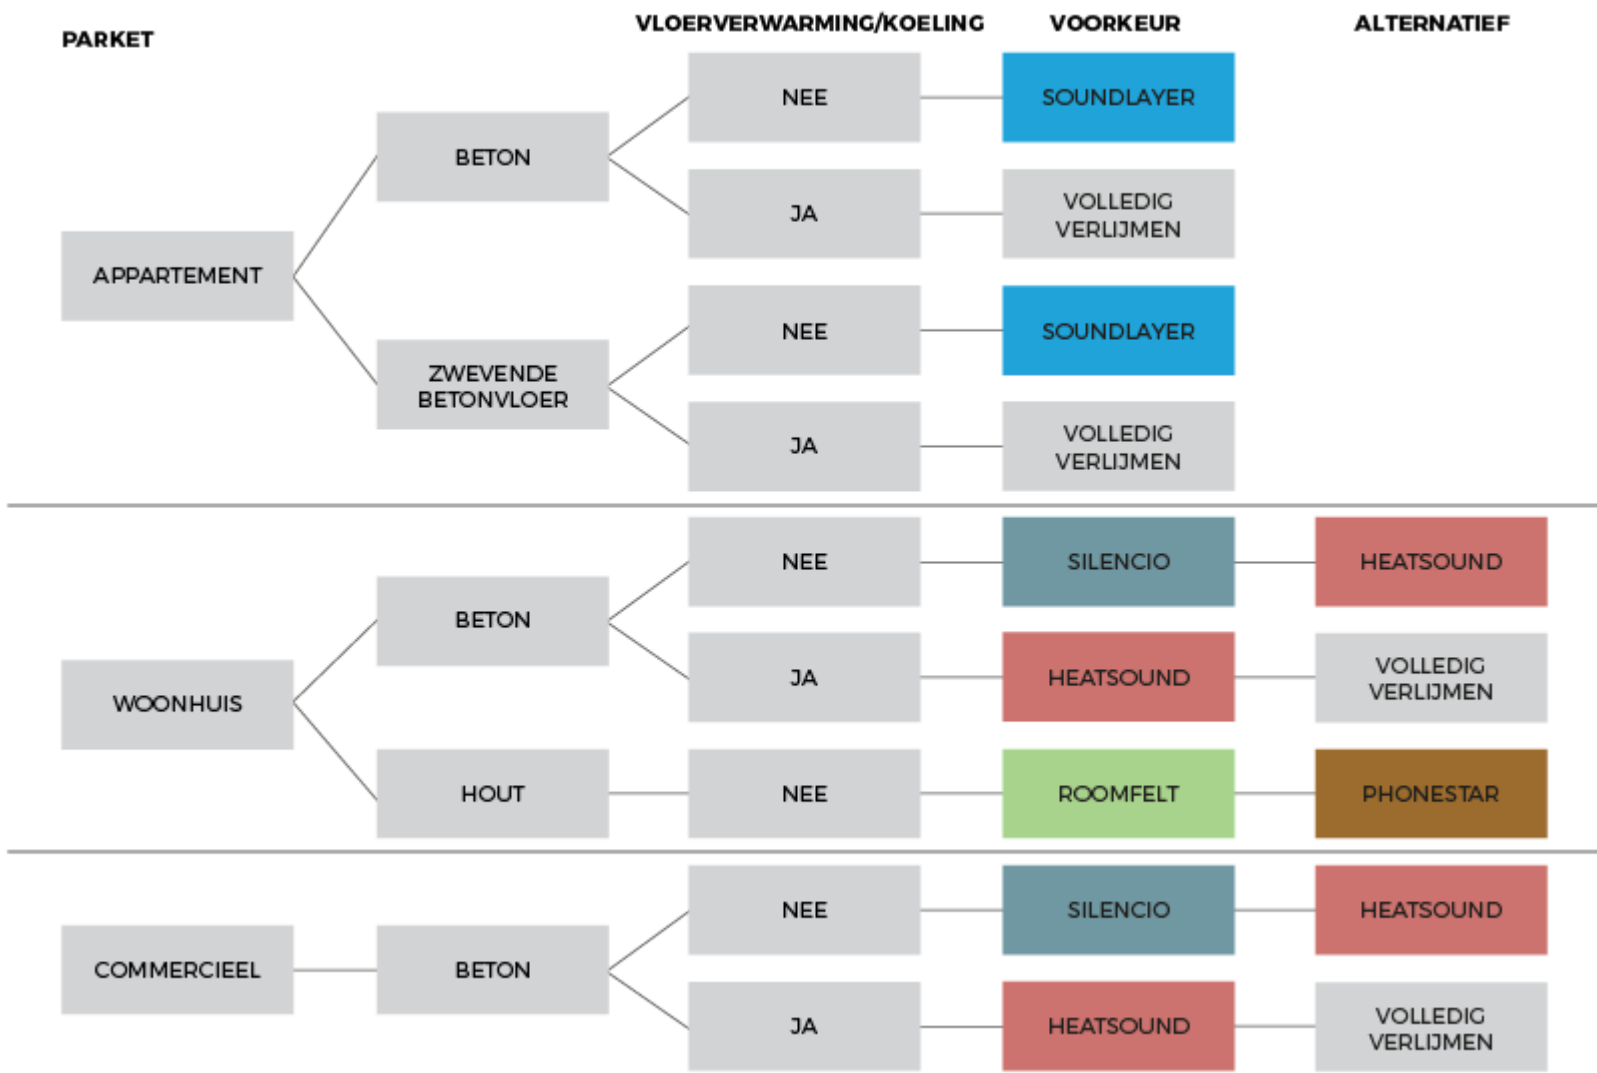 PARKET
VLOERVERWARMING/KOELING
VOORKEUR
ALTERNATIEF
APPARTEMENT
BETON
NEE
SOUNDLAYER
JA
VOLLEDIG
VERLIJMEN
ZWEVENDE
BETONVLOER
NEE
SOUNDLAYER
JA
VOLLEDIG
VERLIJMEN
WOONHUIS
BETON
NEE
SILENCIO
HEATSOUND
JA
HEATSOUND
VOLLEDIG
VERLIJMEN
HOUT
NEE
ROOMFELT
PHONESTAR
COMMERCIEEL
BETON
NEE
SILENCIO
HEATSOUND
JA
HEATSOUND
VOLLEDIG
VERLIJMEN